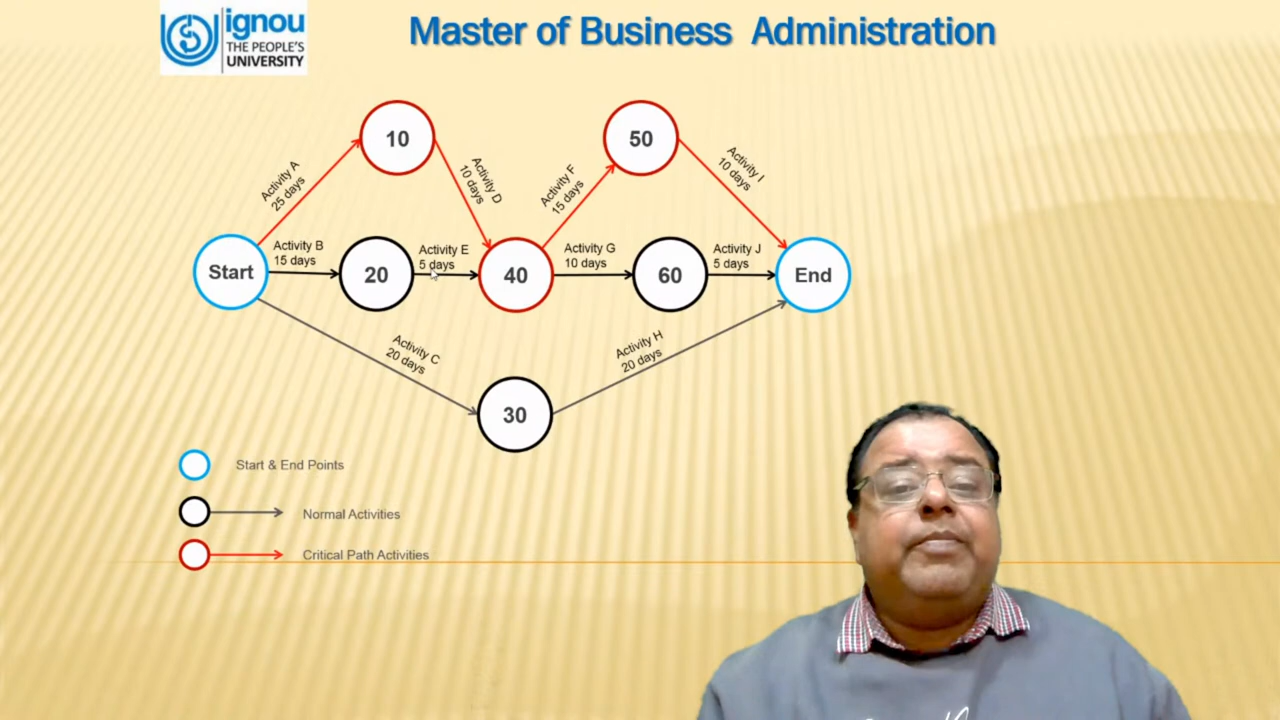 ignou
THE PEOPLE'S
UNIVERSITY
Master of Business Administration
10
50
Activity A
25 days
Activity D
10 days
Activity F
15 days
Activity I
10 days
Start
Activity B
15 days
20
Activity E
5 days
40
Activity G
10 days
60
Activity J
5 days
End
Activity C
20 days
Activity H
20 days
30
Start & End Points
Normal Activities
Critical Path Activities